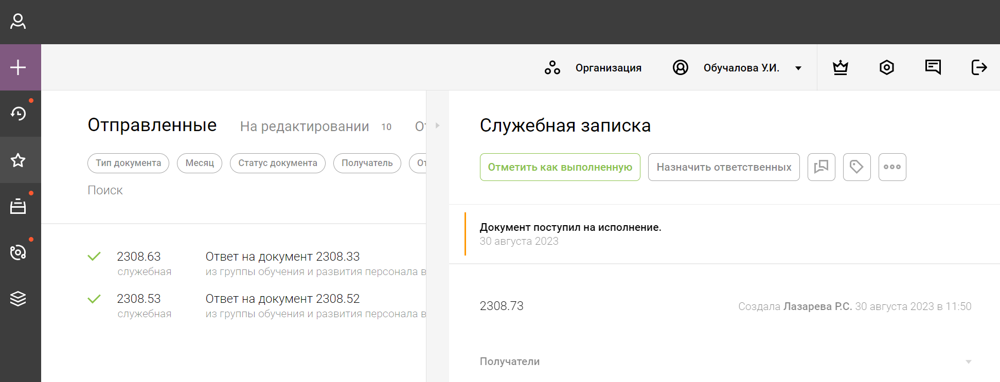 Организация
Обучалова У.И.
Отправленные
На редактировании 10
Тип документа
Месяц
Статус документа
Получатель
Поиск
2308.63
служебная
Ответ на документ 2308.33
из группы обучения и развития персонала в
2308.53
служебная
Ответ на документ 2308.52
из группы обучения и развития персонала в
Служебная записка
Отметить как выполненную
Назначить ответственных
Документ поступил на исполнение.
30 августа 2023
2308.73
Создала Лазарева Р.С. 30 августа 2023 в 11:50
Получатели